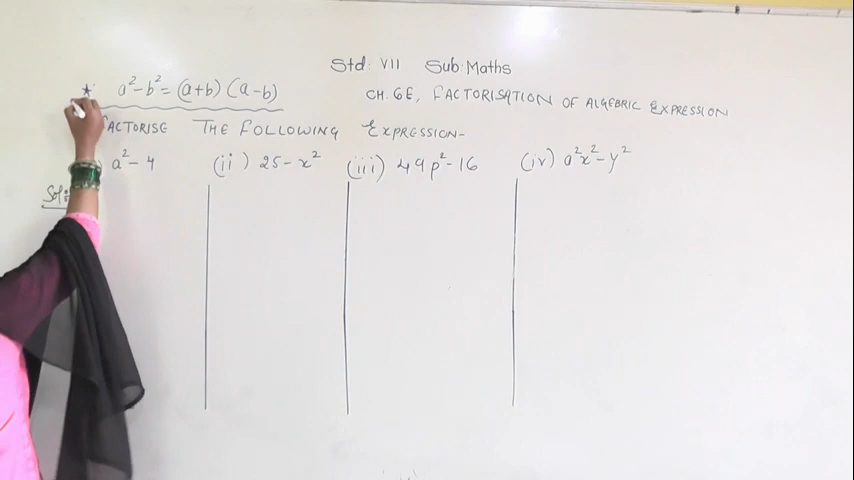 Std: VII Sub: Maths
* a²-b² = (a+b) (a-b)
CH. 6E, FACTORISATION OF ALGEBRIC EXPRESSION
FACTORISE THE FOLLOWING EXPRESSION-
a²-4 (ii) 25-x² (iii) 49p²-16 (iv) a²x²-y²